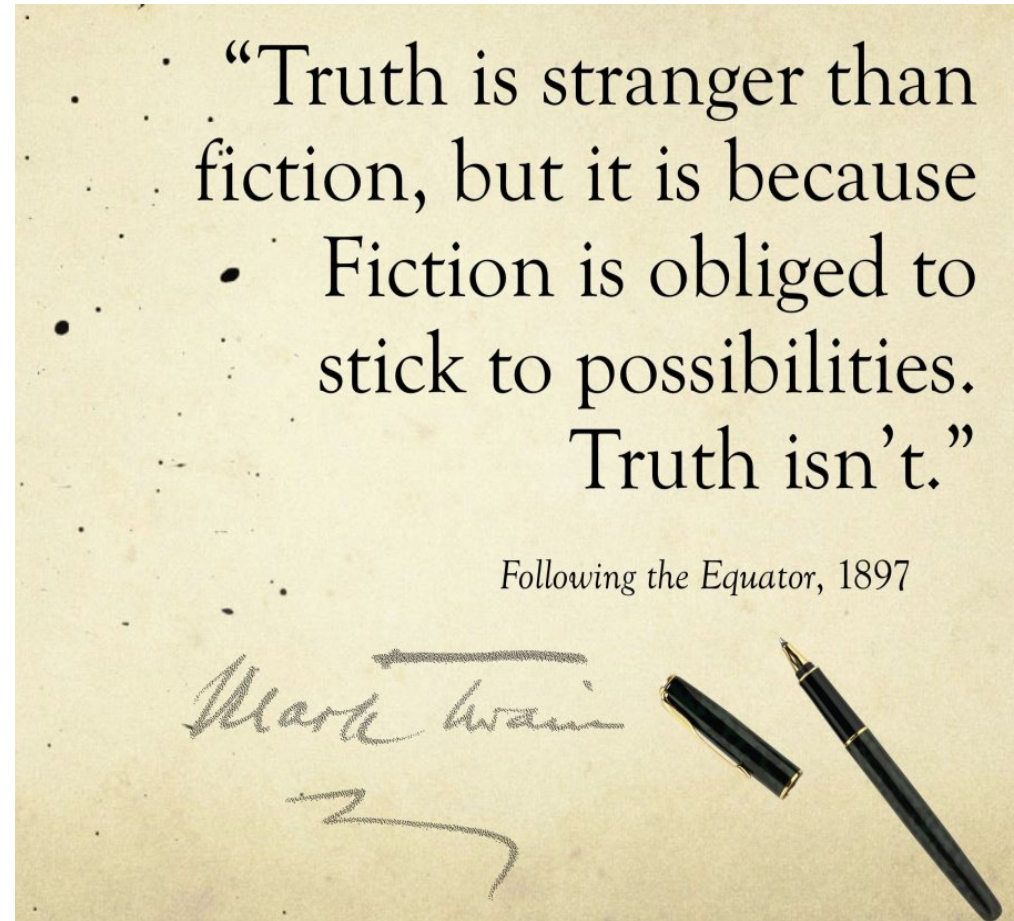 “Truth is stranger than
fiction, but it is because
Fiction is obliged to
stick to possibilities.
Truth isn’t.”
Following the Equator, 1897
Mark Twain